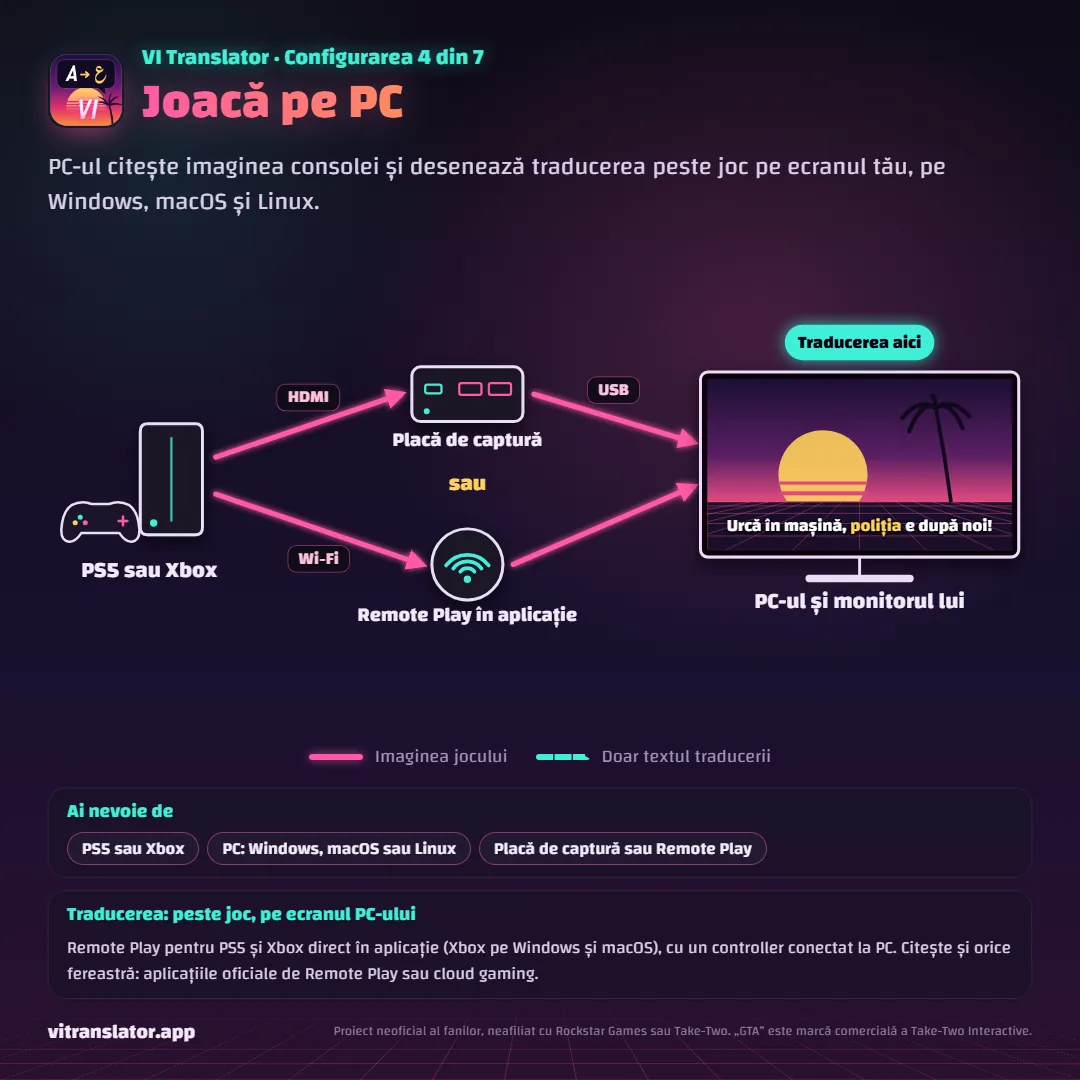 A→ع
VI
VI Translator · Configurarea 4 din 7
Joacă pe PC
PC-ul citește imaginea consolei și desenează traducerea peste joc pe ecranul tău, pe
Windows, macOS și Linux.
Traducerea aici
HDMI
USB
Placă de captură
sau
Urcă în mașină, poliția e după noi!
Wi-Fi
PS5 sau Xbox
Remote Play în aplicație
PC-ul și monitorul lui
Imaginea jocului
Doar textul traducerii
Ai nevoie de
PS5 sau Xbox
PC: Windows, macOS sau Linux
Placă de captură sau Remote Play
Traducerea: peste joc, pe ecranul PC-ului
Remote Play pentru PS5 și Xbox direct în aplicație (Xbox pe Windows și macOS), cu un controller conectat la PC. Citește și orice
fereastră: aplicațiile oficiale de Remote Play sau cloud gaming.
vitranslator.app
Proiect neoficial al fanilor, neafiliat cu Rockstar Games sau Take-Two. „GTA” este marcă comercială a Take-Two Interactive.